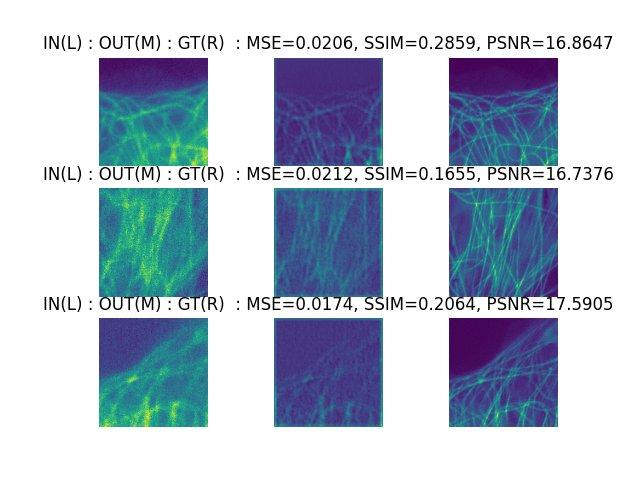 IN(L) : OUT(M) : GT(R)  : MSE=0.0206, SSIM=0.2859, PSNR=16.8647
IN(L) : OUT(M) : GT(R)  : MSE=0.0212, SSIM=0.1655, PSNR=16.7376
IN(L) : OUT(M) : GT(R)  : MSE=0.0174, SSIM=0.2064, PSNR=17.5905